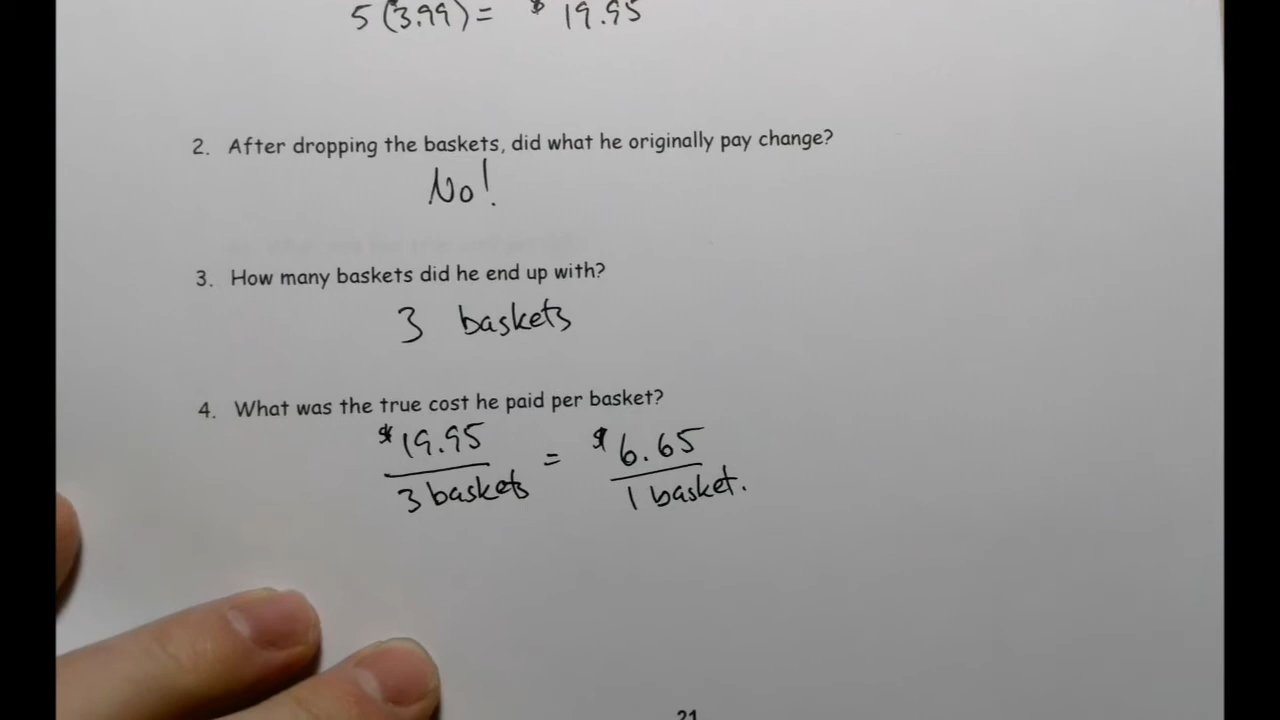 5 (3.99) = $ 19.95
2. After dropping the baskets, did what he originally pay change?
No!
3. How many baskets did he end up with?
3 baskets
4. What was the true cost he paid per basket?
$19.95 = $6.65
3 baskets 1 basket.
21